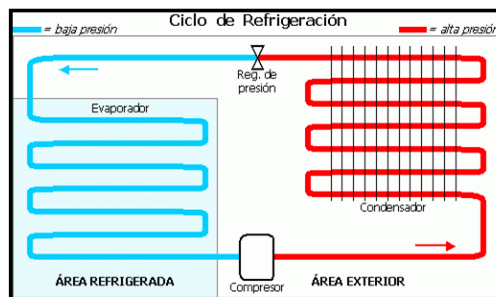 Ciclo de Refrigeración
= baja presión
= alta presión
Reg. de
presión
Evaporador
Condensador
ÁREA REFRIGERADA
Compresor
ÁREA EXTERIOR